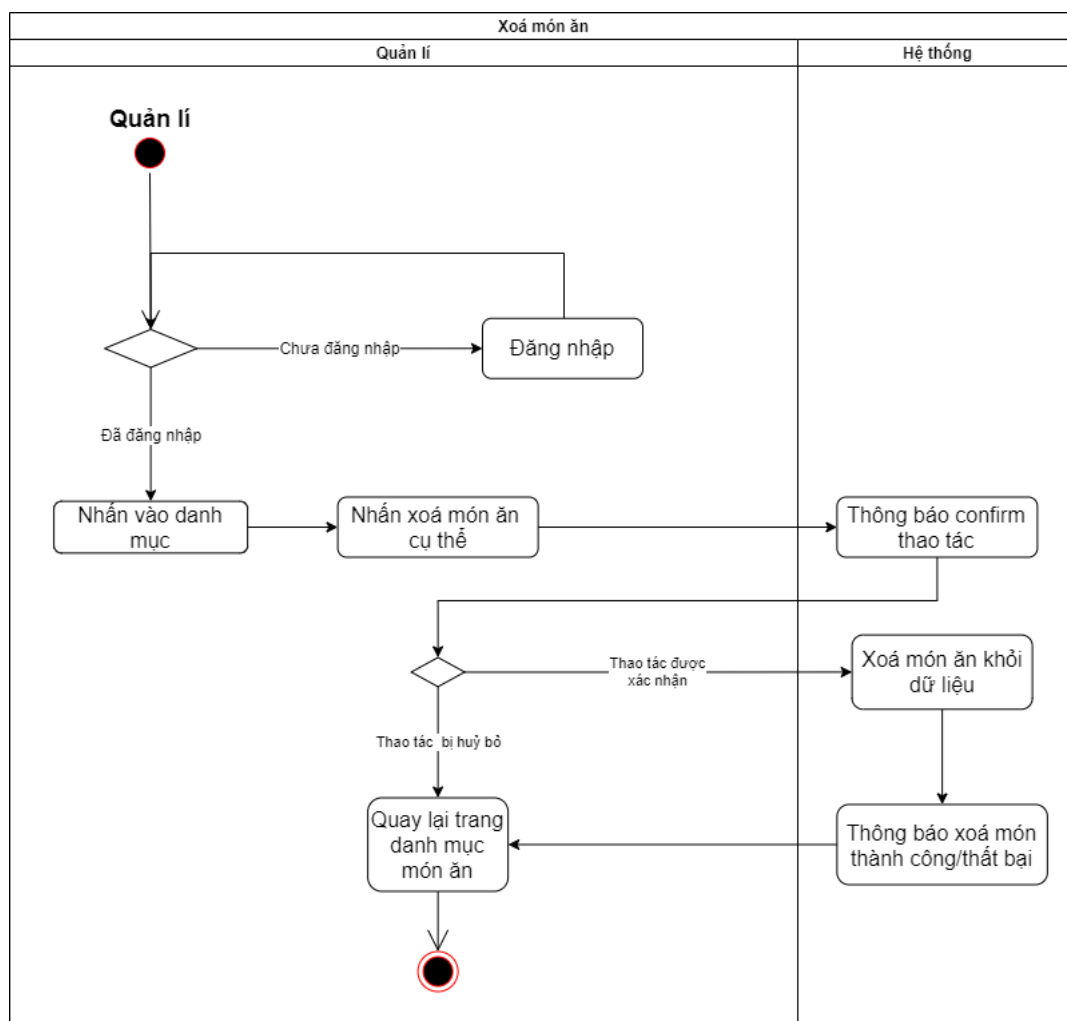 Xoá món ăn
Quản lí
Hệ thống
Quản lí
Chưa đăng nhập
Đăng nhập
Đã đăng nhập
Nhấn vào danh
mục
Nhấn xoá món ăn
cụ thể
Thông báo confirm
thao tác
Thao tác được
xác nhận
Xoá món ăn khỏi
dữ liệu
Thao tác bị huỷ bỏ
Quay lại trang
danh mục
món ăn
Thông báo xoá món
thành công/thất bại